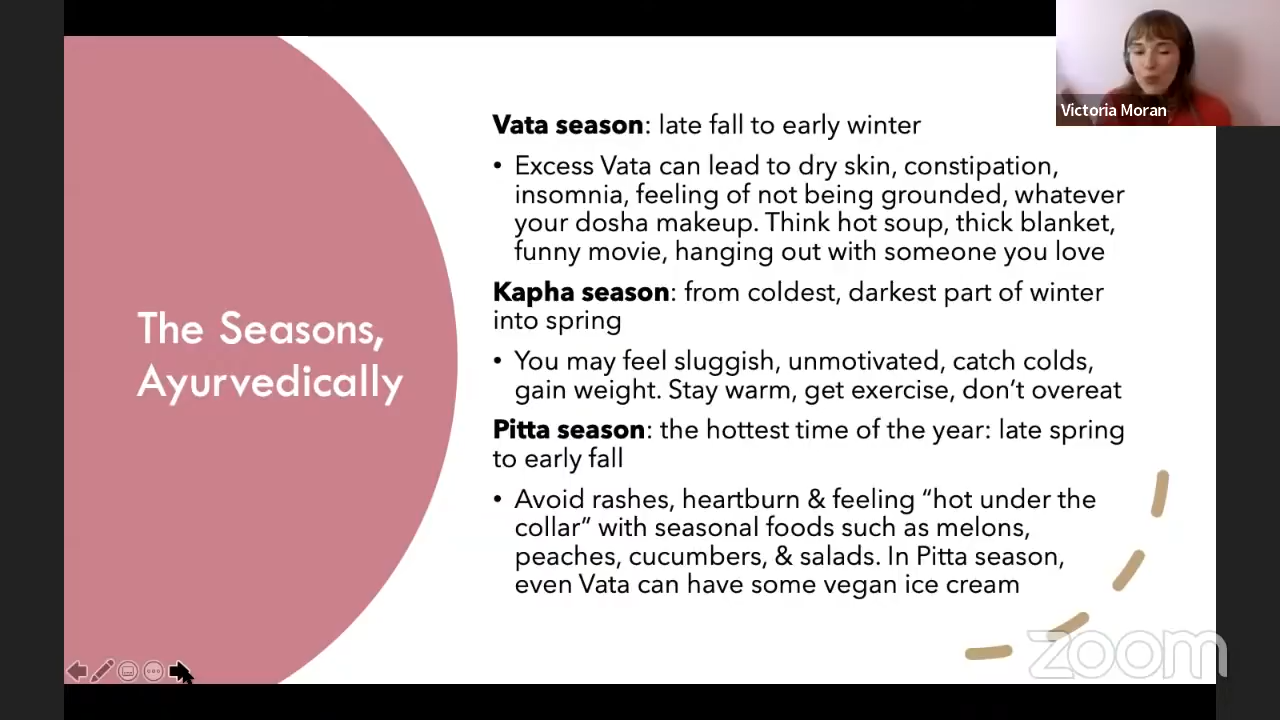 Victoria Moran
The Seasons,
Ayurvedically
Vata season: late fall to early winter
• Excess Vata can lead to dry skin, constipation,
insomnia, feeling of not being grounded, whatever
your dosha makeup. Think hot soup, thick blanket,
funny movie, hanging out with someone you love
Kapha season: from coldest, darkest part of winter
into spring
• You may feel sluggish, unmotivated, catch colds,
gain weight. Stay warm, get exercise, don’t overeat
Pitta season: the hottest time of the year: late spring
to early fall
• Avoid rashes, heartburn & feeling “hot under the
collar” with seasonal foods such as melons,
peaches, cucumbers, & salads. In Pitta season,
even Vata can have some vegan ice cream
zoom